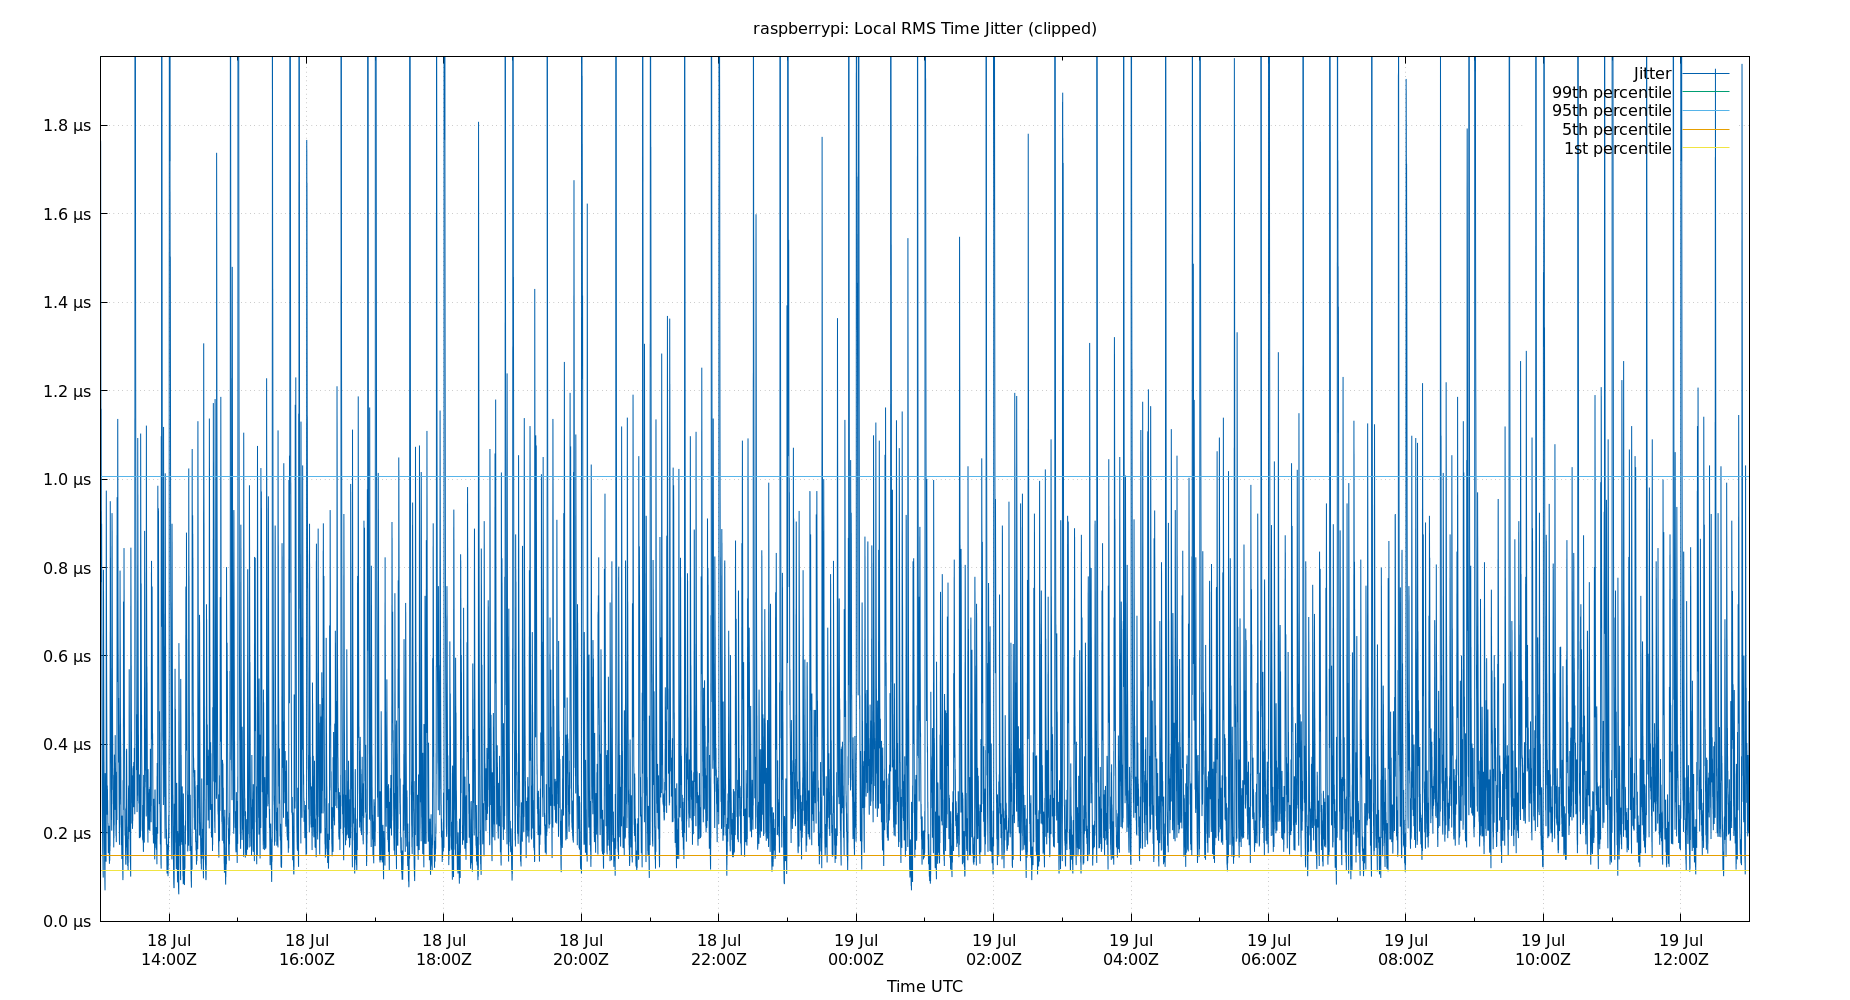 raspberrypi: Local RMS Time Jitter (clipped)
Jitter
99th percentile
95th percentile
5th percentile
1st percentile
1.8 μs
1.6 μs
1.4 μs
1.2 μs
1.0 μs
0.8 μs
0.6 μs
0.4 μs
0.2 μs
0.0 μs
18 Jul 18 Jul 18 Jul 18 Jul 18 Jul 19 Jul 19 Jul 19 Jul 19 Jul 19 Jul 19 Jul 19 Jul
14:00Z 16:00Z 18:00Z 20:00Z 22:00Z 00:00Z 02:00Z 04:00Z 06:00Z 08:00Z 10:00Z 12:00Z
Time UTC